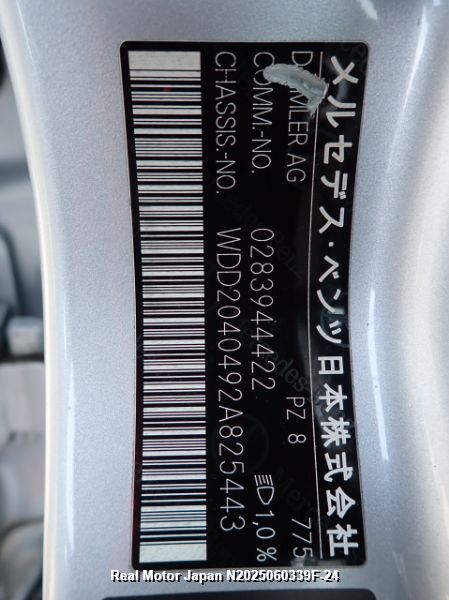 メルセデス・ベンツ 日本株式会社
DAIMLER AG 775
COMM.-NO. 0283944422 PZ 8
CHASSIS.-NO. WDD2040492A825443 1,0 %
Real Motor Japan N2025060339F-24